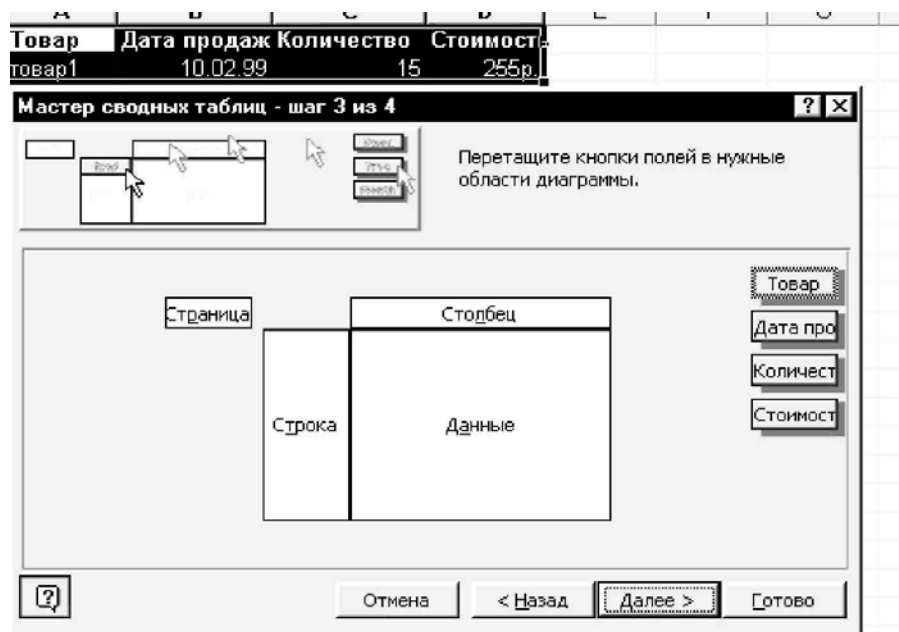 Товар Дата продаж Количество Стоимост
товар1 10.02.99 15 255р.
Мастер сводных таблиц - шаг 3 из 4
Перетащите кнопки полей в нужные
области диаграммы.
Товар
Страница Столбец
Дата про
Количест
Стоимост
Строка Данные
Отмена < Назад Далее > Готово